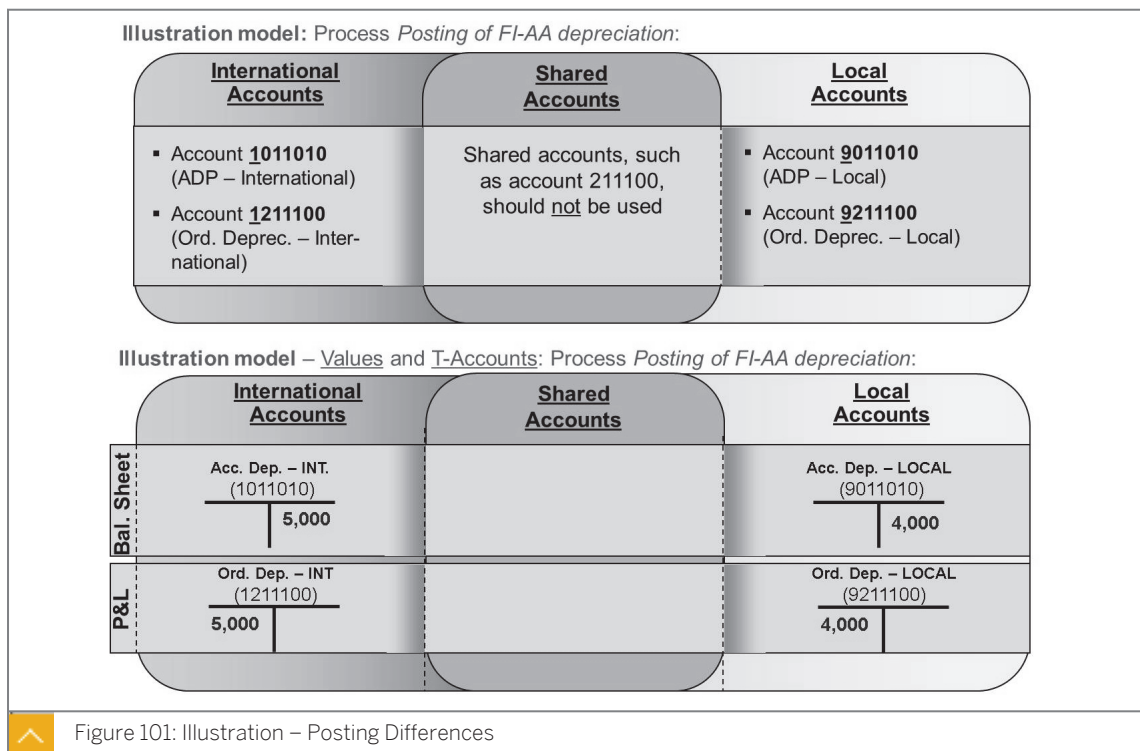 Illustration model: Process Posting of FI-AA depreciation:
International
Accounts
▪ Account 1011010
(ADP – International)
▪ Account 1211100
(Ord. Deprec. – Inter-
national)
Shared
Accounts
Shared accounts, such
as account 211100,
should not be used
Local
Accounts
▪ Account 9011010
(ADP – Local)
▪ Account 9211100
(Ord. Deprec. – Local)
Illustration model – Values and T-Accounts: Process Posting of FI-AA depreciation:
International
Accounts
Shared
Accounts
Local
Accounts
Bal. Sheet
Acc. Dep. – INT.
(1011010)
5,000
Acc. Dep. – LOCAL
(9011010)
4,000
P&L
Ord. Dep. – INT
(1211100)
5,000
Ord. Dep. – LOCAL
(9211100)
4,000
Figure 101: Illustration – Posting Differences